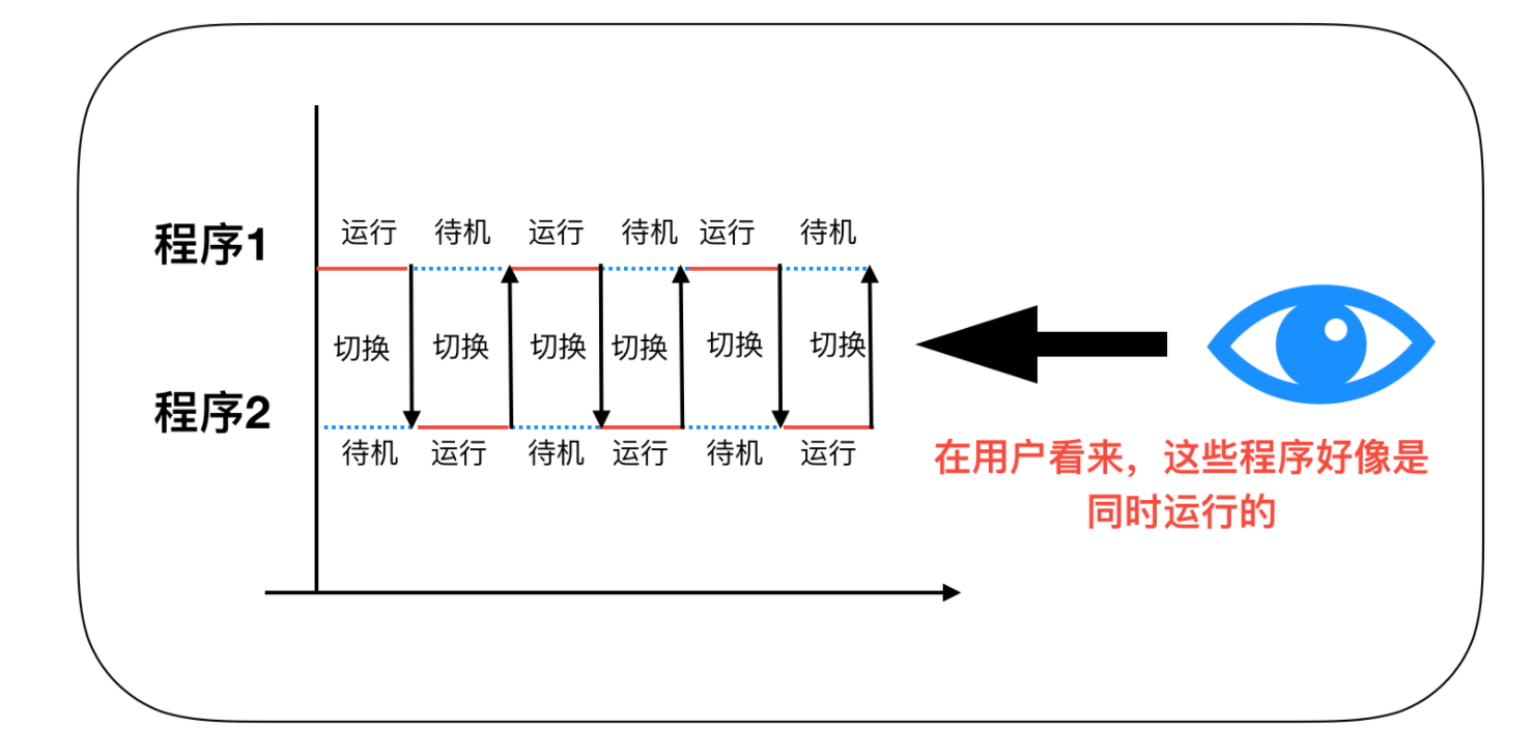 程序1
运行 待机 运行 待机 运行 待机
切换 切换 切换 切换 切换 切换
程序2
待机 运行 待机 运行 待机 运行
在用户看来，这些程序好像是
同时运行的